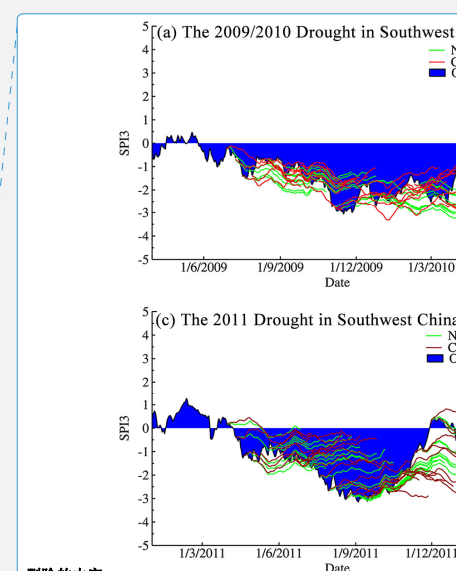 (a) The 2009/2010 Drought in Southwest
5
4
3
2
1
0
-1
-2
-3
-4
-5
SPI3
1/6/2009 1/9/2009 1/12/2009 1/3/2010
Date
(c) The 2011 Drought in Southwest China
5
4
3
2
1
0
-1
-2
-3
-4
-5
SPI3
1/3/2011 1/6/2011 1/9/2011 1/12/2011
Date